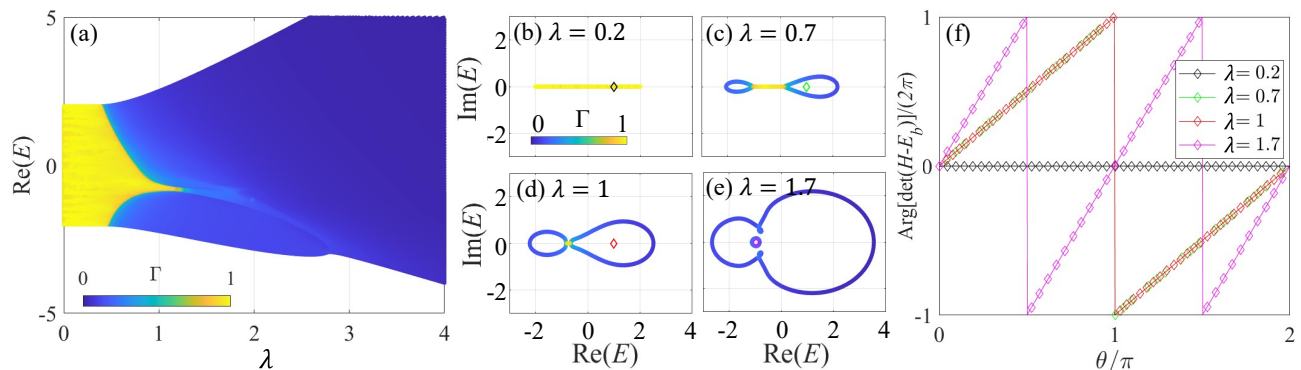 (a)
5
0
-5
Re(E)
0 Γ 1
0 1 2 3 4
λ
(b) λ = 0.2
2
0
-2
Im(E)
Γ
0 1
(c) λ = 0.7
(d) λ = 1
2
0
-2
Im(E)
-2 0 2 4
Re(E)
(e) λ = 1.7
-2 0 2 4
Re(E)
(f)
1
0
-1
Arg[det(H-E_b)]/(2π)
λ= 0.2
λ= 0.7
λ= 1
λ= 1.7
0 1 2
θ/π